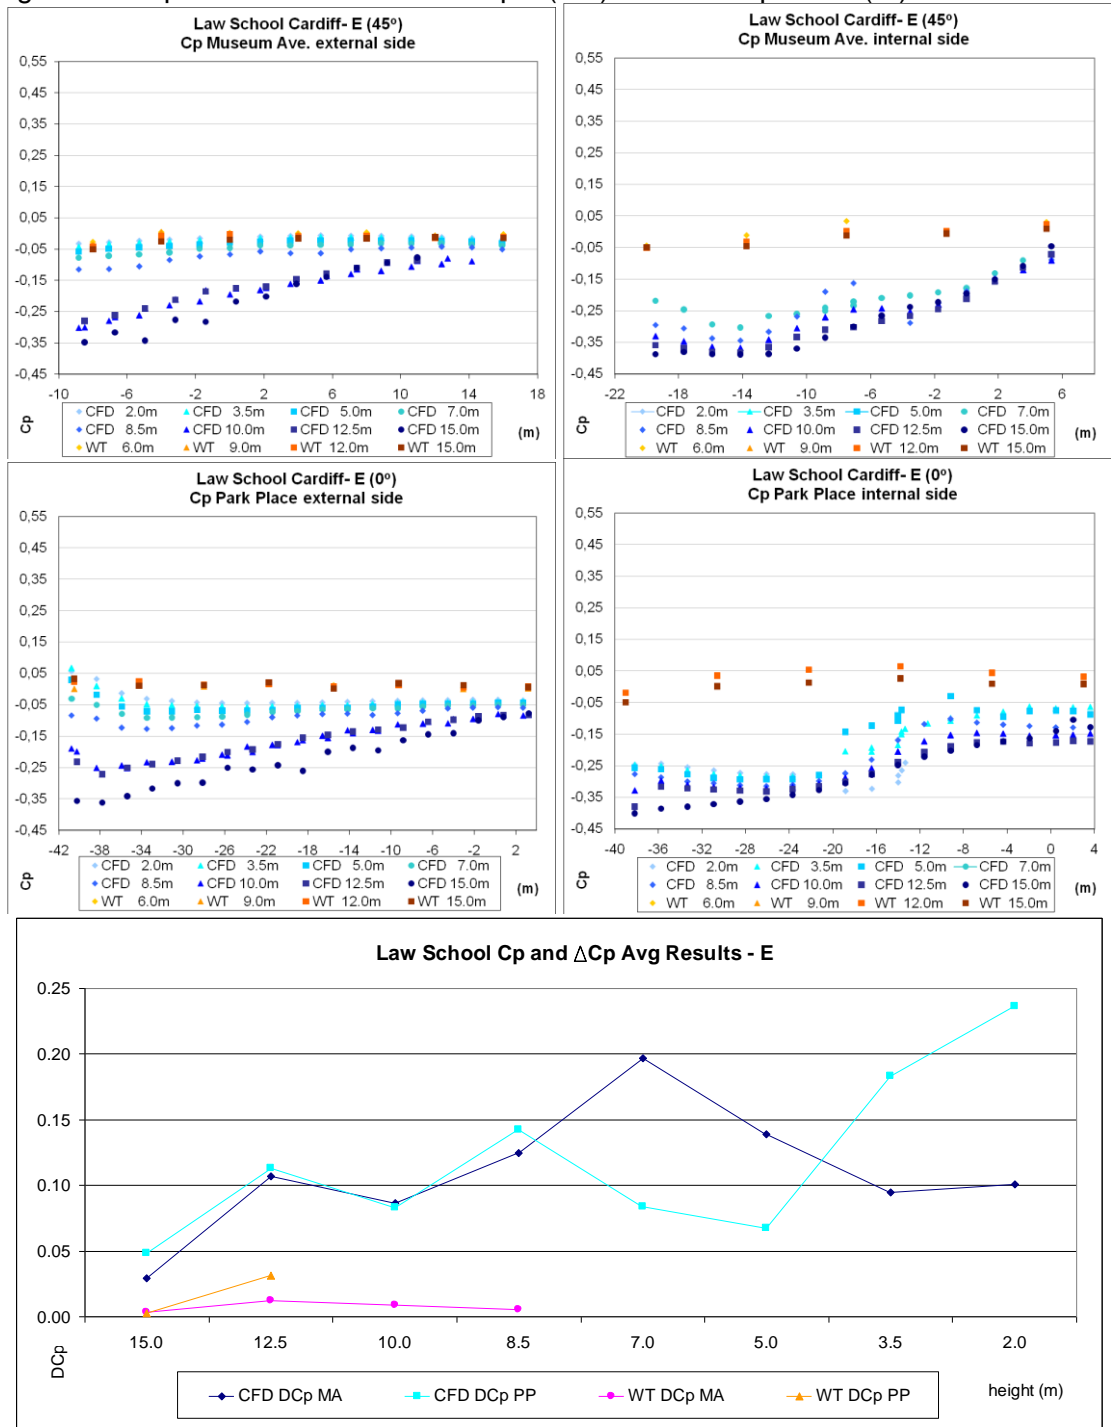 Law School Cardiff- E (45º)
Cp Museum Ave. external side
0,55
0,45
0,35
0,25
0,15
0,05
-0,05
-0,15
-0,25
-0,35
-0,45
-10 -6 -2 2 6 10 14 18
Cp
(m)
CFD 2.0m CFD 3.5m CFD 5.0m CFD 7.0m
CFD 8.5m CFD 10.0m CFD 12.5m CFD 15.0m
WT 6.0m WT 9.0m WT 12.0m WT 15.0m
Law School Cardiff- E (45º)
Cp Museum Ave. internal side
0,55
0,45
0,35
0,25
0,15
0,05
-0,05
-0,15
-0,25
-0,35
-0,45
-22 -18 -14 -10 -6 -2 2 6
Cp
(m)
CFD 2.0m CFD 3.5m CFD 5.0m CFD 7.0m
CFD 8.5m CFD 10.0m CFD 12.5m CFD 15.0m
WT 6.0m WT 9.0m WT 12.0m WT 15.0m
Law School Cardiff- E (0º)
Cp Park Place external side
0,55
0,45
0,35
0,25
0,15
0,05
-0,05
-0,15
-0,25
-0,35
-0,45
-42 -38 -34 -30 -26 -22 -18 -14 -10 -6 -2 2
Cp
(m)
CFD 2.0m CFD 3.5m CFD 5.0m CFD 7.0m
CFD 8.5m CFD 10.0m CFD 12.5m CFD 15.0m
WT 6.0m WT 9.0m WT 12.0m WT 15.0m
Law School Cardiff- E (0º)
Cp Park Place internal side
0,55
0,45
0,35
0,25
0,15
0,05
-0,05
-0,15
-0,25
-0,35
-0,45
-40 -36 -32 -28 -24 -20 -16 -12 -8 -4 0 4
Cp
(m)
CFD 2.0m CFD 3.5m CFD 5.0m CFD 7.0m
CFD 8.5m CFD 10.0m CFD 12.5m CFD 15.0m
WT 6.0m WT 9.0m WT 12.0m WT 15.0m
Law School Cp and △Cp Avg Results - E
0.25
0.20
0.15
0.10
0.05
0.00
15.0 12.5 10.0 8.5 7.0 5.0 3.5 2.0
DCp
height (m)
CFD DCp MA CFD DCp PP WT DCp MA WT DCp PP